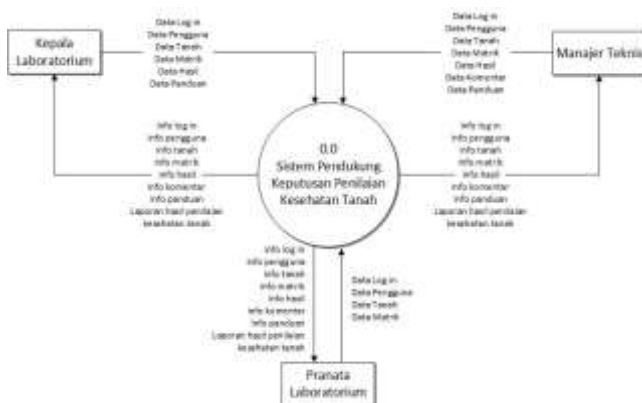 Kepala
Laboratorium
Data Log in
Data Pengguna
Data Tanah
Data Matrik
Data Hasil
Data Panduan
Data Log in
Data Pengguna
Data Tanah
Data Matrik
Data Hasil
Data Komentar
Data Panduan
Manajer Teknis
Info log in
Info pengguna
Info tanah
Info matrik
Info hasil
Info komentar
Info panduan
Laporan hasil penilaian
kesehatan tanah
0.0
Sistem Pendukung
Keputusan Penilaian
Kesehatan Tanah
Info log in
Info pengguna
Info tanah
Info matrik
Info hasil
Info komentar
Info panduan
Laporan hasil penilaian
kesehatan tanah
Info log in
Info pengguna
Info tanah
Info matrik
Info hasil
Info komentar
Info panduan
Laporan hasil penilaian
kesehatan tanah
Data Log in
Data Pengguna
Data Tanah
Data Matrik
Pranata
Laboratorium